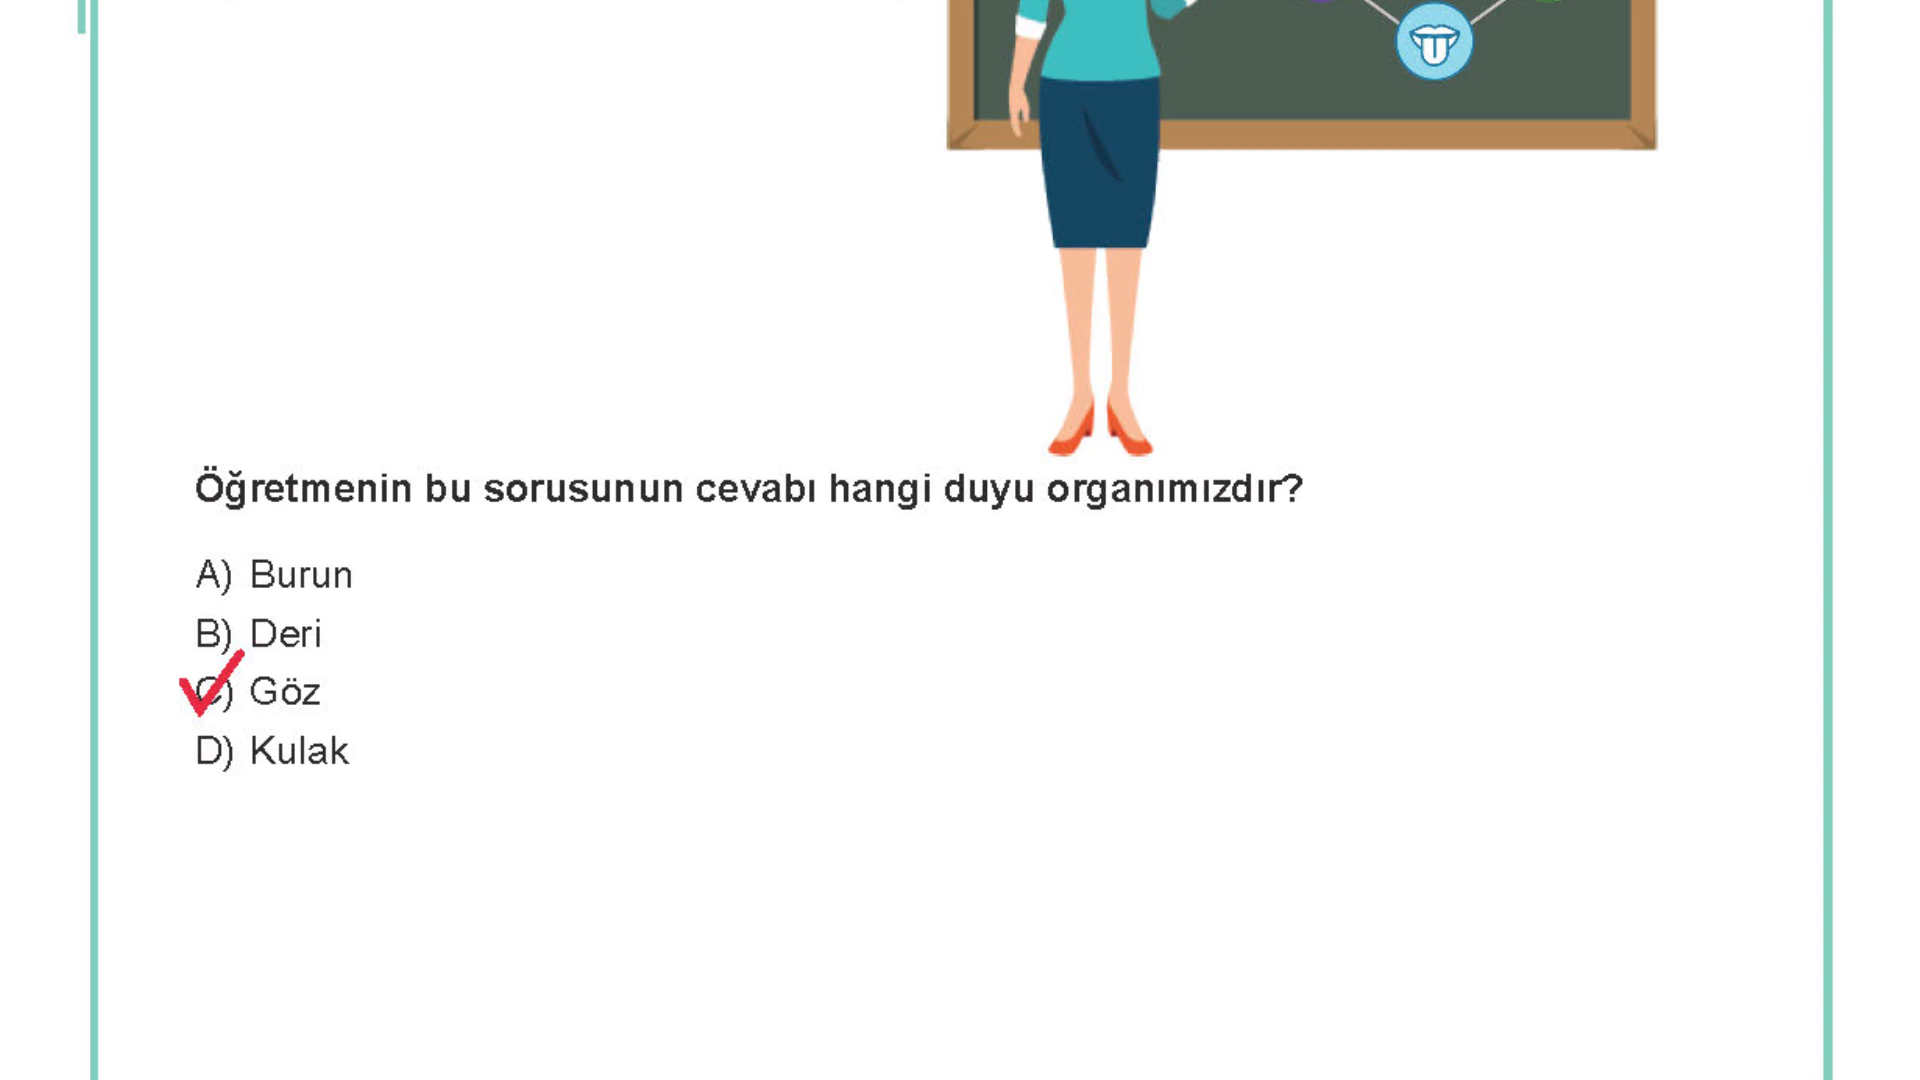 Öğretmenin bu sorusunun cevabı hangi duyu organımızdır?
A) Burun
B) Deri
C) Göz
D) Kulak